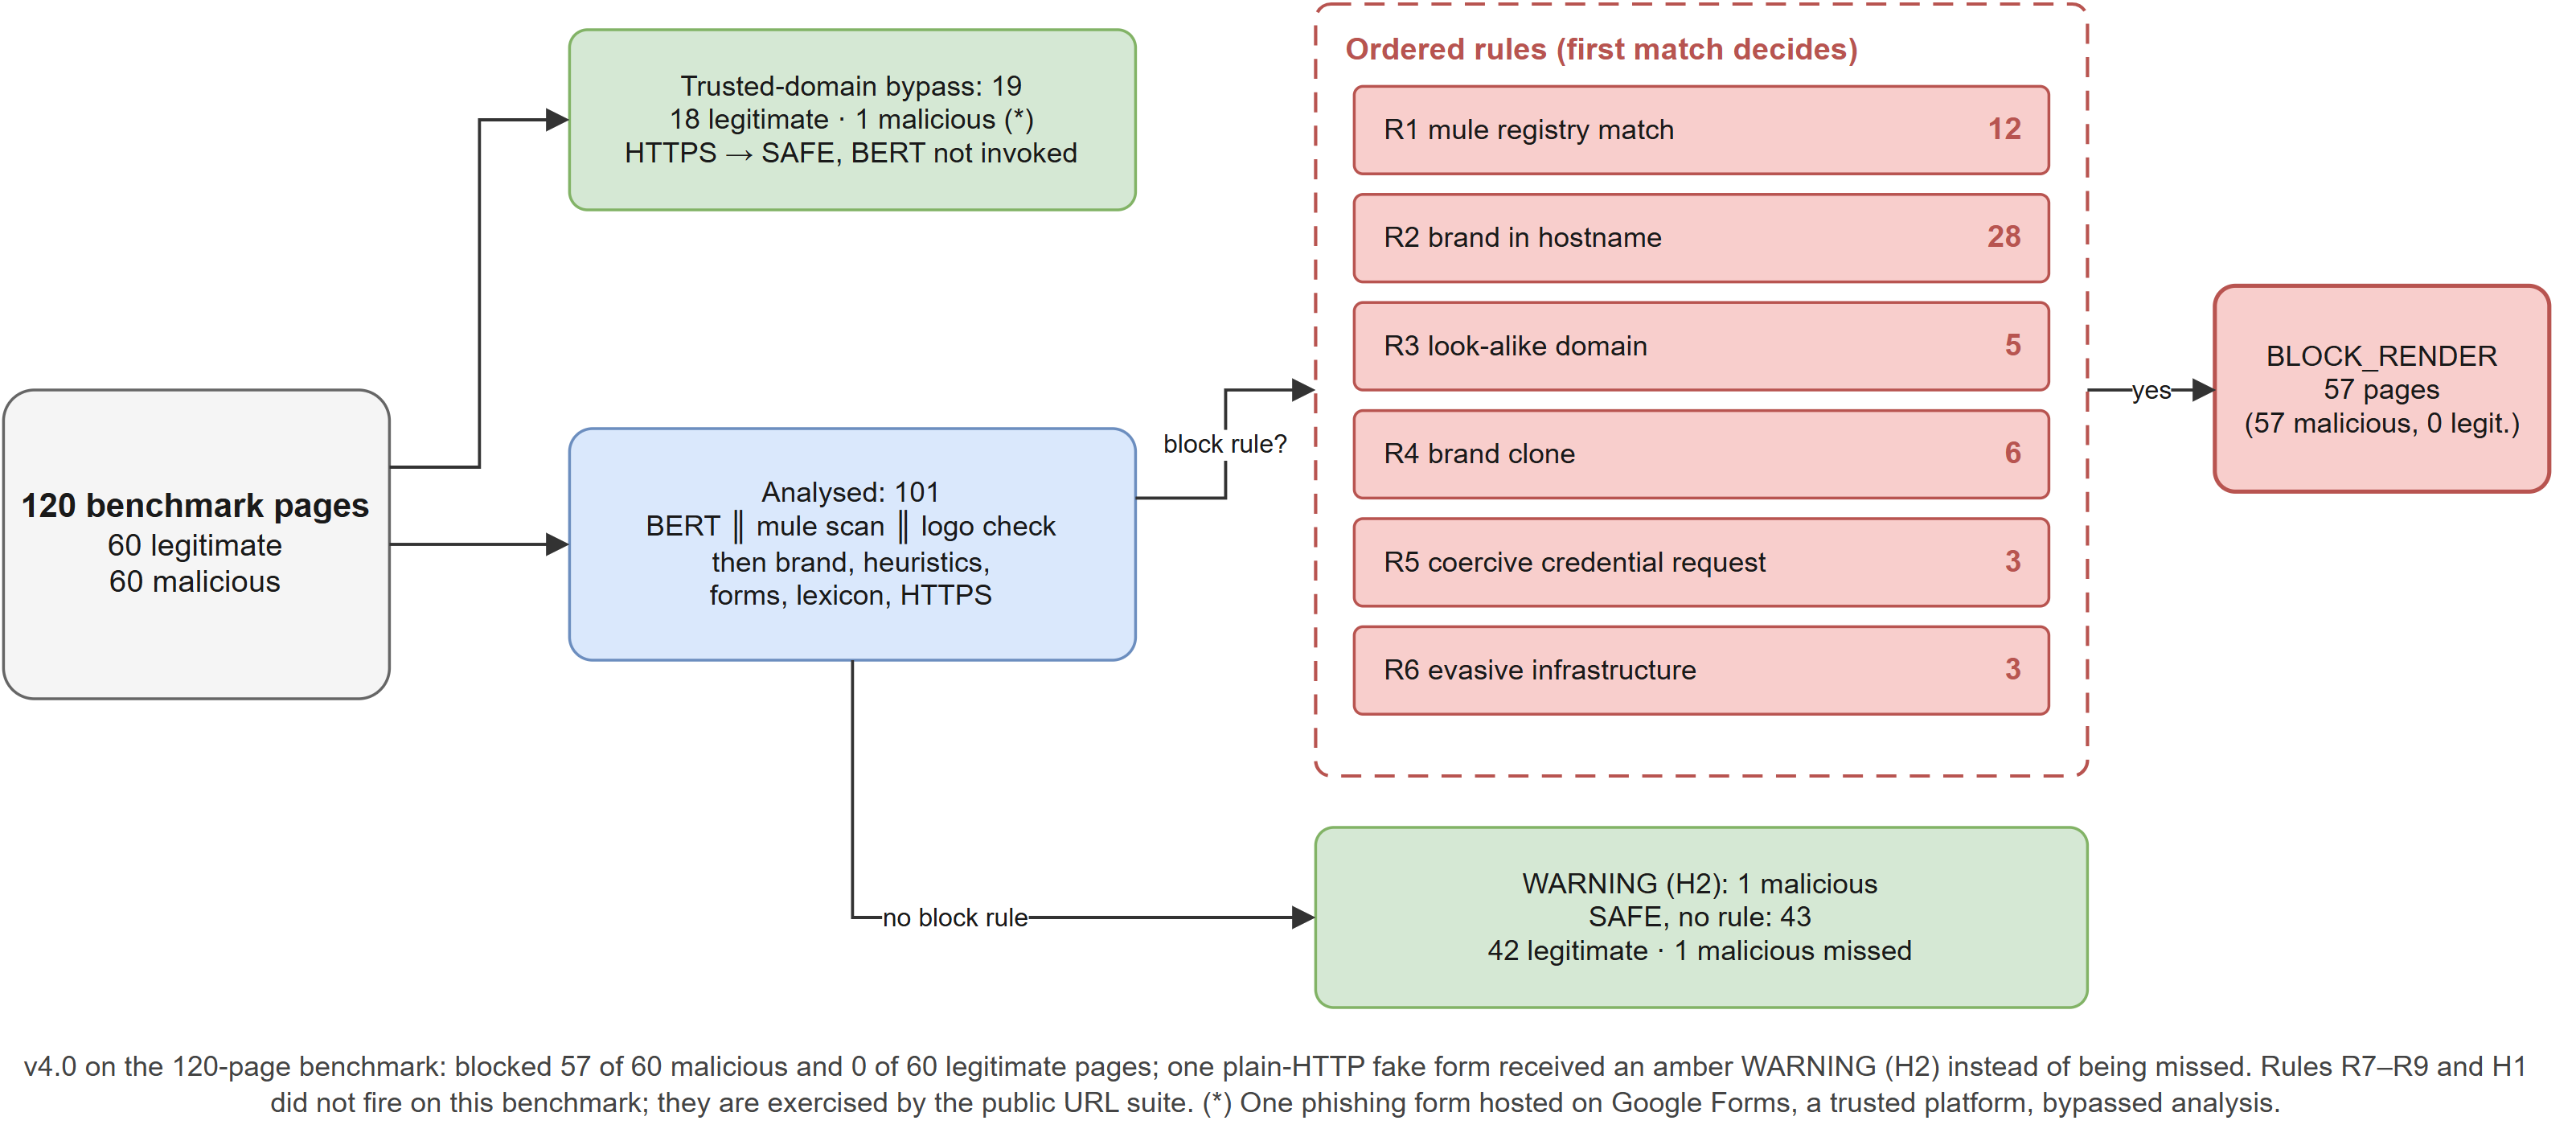 120 benchmark pages
60 legitimate
60 malicious
Trusted-domain bypass: 19
18 legitimate · 1 malicious (*)
HTTPS → SAFE, BERT not invoked
Analysed: 101
BERT ║ mule scan ║ logo check
then brand, heuristics,
forms, lexicon, HTTPS
block rule?
Ordered rules (first match decides)
R1 mule registry match 12
R2 brand in hostname 28
R3 look-alike domain 5
R4 brand clone 6
R5 coercive credential request 3
R6 evasive infrastructure 3
yes
BLOCK_RENDER
57 pages
(57 malicious, 0 legit.)
no block rule
WARNING (H2): 1 malicious
SAFE, no rule: 43
42 legitimate · 1 malicious missed
v4.0 on the 120-page benchmark: blocked 57 of 60 malicious and 0 of 60 legitimate pages; one plain-HTTP fake form received an amber WARNING (H2) instead of being missed. Rules R7–R9 and H1
did not fire on this benchmark; they are exercised by the public URL suite. (*) One phishing form hosted on Google Forms, a trusted platform, bypassed analysis.